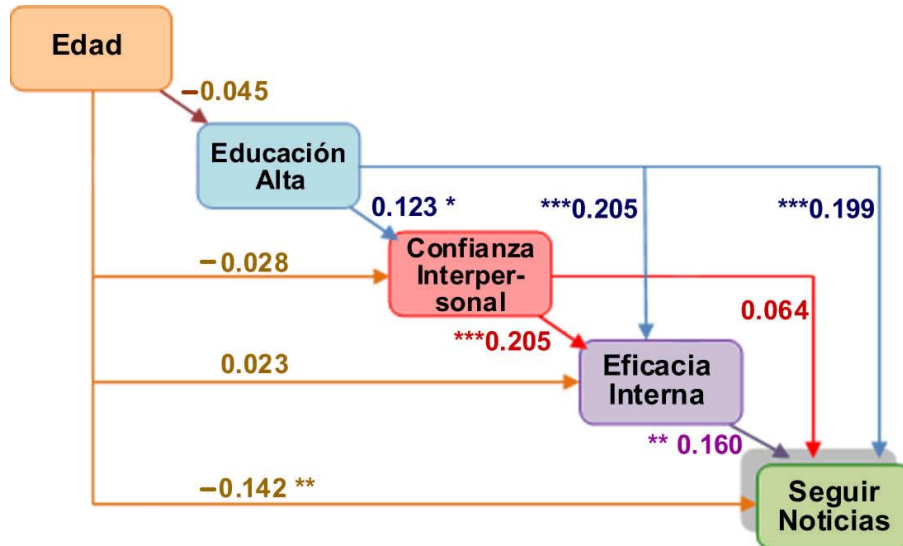 Edad
−0.045
Educación
Alta
0.123 *
***0.205
***0.199
Confianza
Interper-
sonal
−0.028
0.064
***0.205
Eficacia
Interna
0.023
** 0.160
−0.142 **
Seguir
Noticias